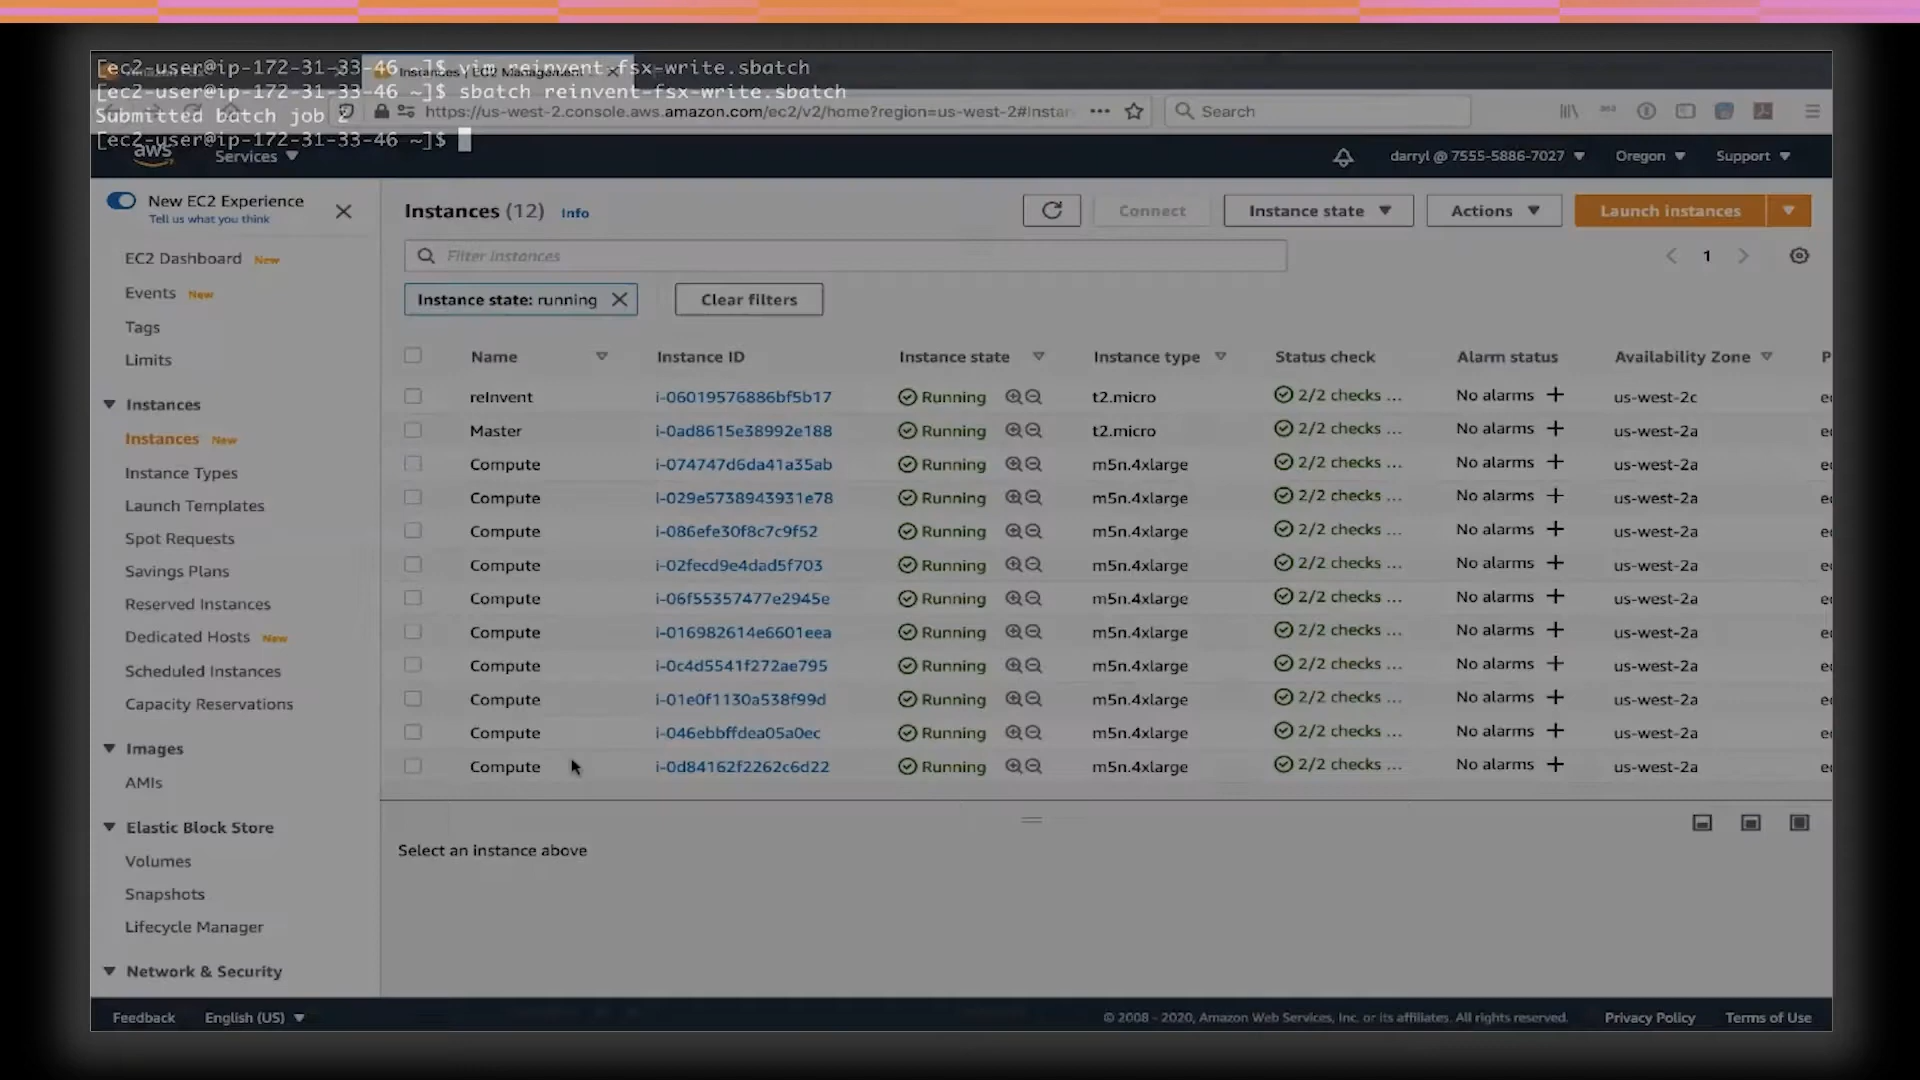 [ec2-user@ip-172-31-33-46 ~]$ vim reinvent-fsx-write.sbatch
[ec2-user@ip-172-31-33-46 ~]$ sbatch reinvent-fsx-write.sbatch
Submitted batch job 2
[ec2-user@ip-172-31-33-46 ~]$
Instances | EC2 Management
https://us-west-2.console.aws.amazon.com/ec2/v2/home?region=us-west-2#Instan
Search
aws Services darryl @ 7555-5886-7027 Oregon Support
New EC2 Experience
Tell us what you think
EC2 Dashboard New
Events New
Tags
Limits
Instances
Instances New
Instance Types
Launch Templates
Spot Requests
Savings Plans
Reserved Instances
Dedicated Hosts New
Scheduled Instances
Capacity Reservations
Images
AMIs
Elastic Block Store
Volumes
Snapshots
Lifecycle Manager
Network & Security
Instances (12) Info Connect Instance state Actions Launch instances
Filter instances 1
Instance state: running Clear filters
Name Instance ID Instance state Instance type Status check Alarm status Availability Zone P
reInvent i-06019576886bf5b17 Running t2.micro 2/2 checks ... No alarms + us-west-2c ec
Master i-0ad8615e38992e188 Running t2.micro 2/2 checks ... No alarms + us-west-2a ec
Compute i-074747d6da41a35ab Running m5n.4xlarge 2/2 checks ... No alarms + us-west-2a ec
Compute i-029e5738943931e78 Running m5n.4xlarge 2/2 checks ... No alarms + us-west-2a ec
Compute i-086efe30f8c7c9f52 Running m5n.4xlarge 2/2 checks ... No alarms + us-west-2a ec
Compute i-02fecd9e4dad5f703 Running m5n.4xlarge 2/2 checks ... No alarms + us-west-2a ec
Compute i-06f55357477e2945e Running m5n.4xlarge 2/2 checks ... No alarms + us-west-2a ec
Compute i-016982614e6601eea Running m5n.4xlarge 2/2 checks ... No alarms + us-west-2a ec
Compute i-0c4d5541f272ae795 Running m5n.4xlarge 2/2 checks ... No alarms + us-west-2a ec
Compute i-01e0f1130a538f99d Running m5n.4xlarge 2/2 checks ... No alarms + us-west-2a ec
Compute i-046ebbffdea05a0ec Running m5n.4xlarge 2/2 checks ... No alarms + us-west-2a ec
Compute i-0d84162f2262c6d22 Running m5n.4xlarge 2/2 checks ... No alarms + us-west-2a ec
Select an instance above
Feedback English (US) © 2008 - 2020, Amazon Web Services, Inc. or its affiliates. All rights reserved. Privacy Policy Terms of Use